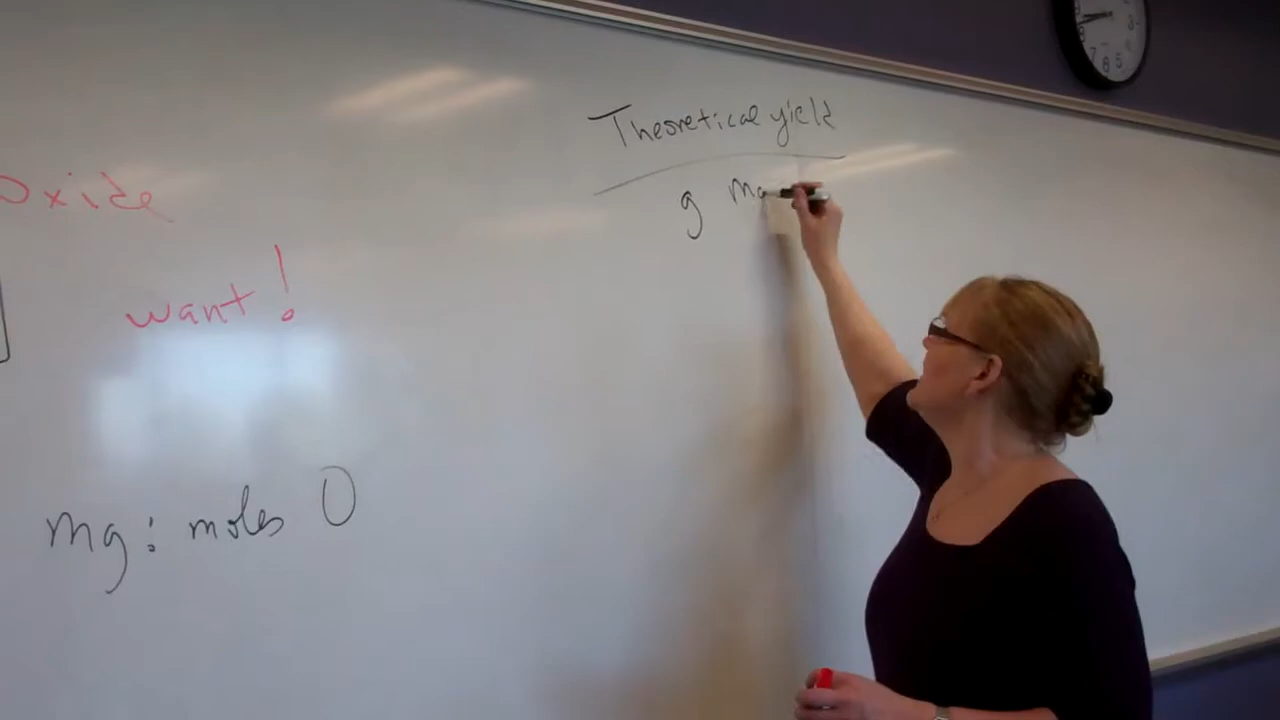 Oxide
want!
mg: moles O
Theoretical yield
g Mg